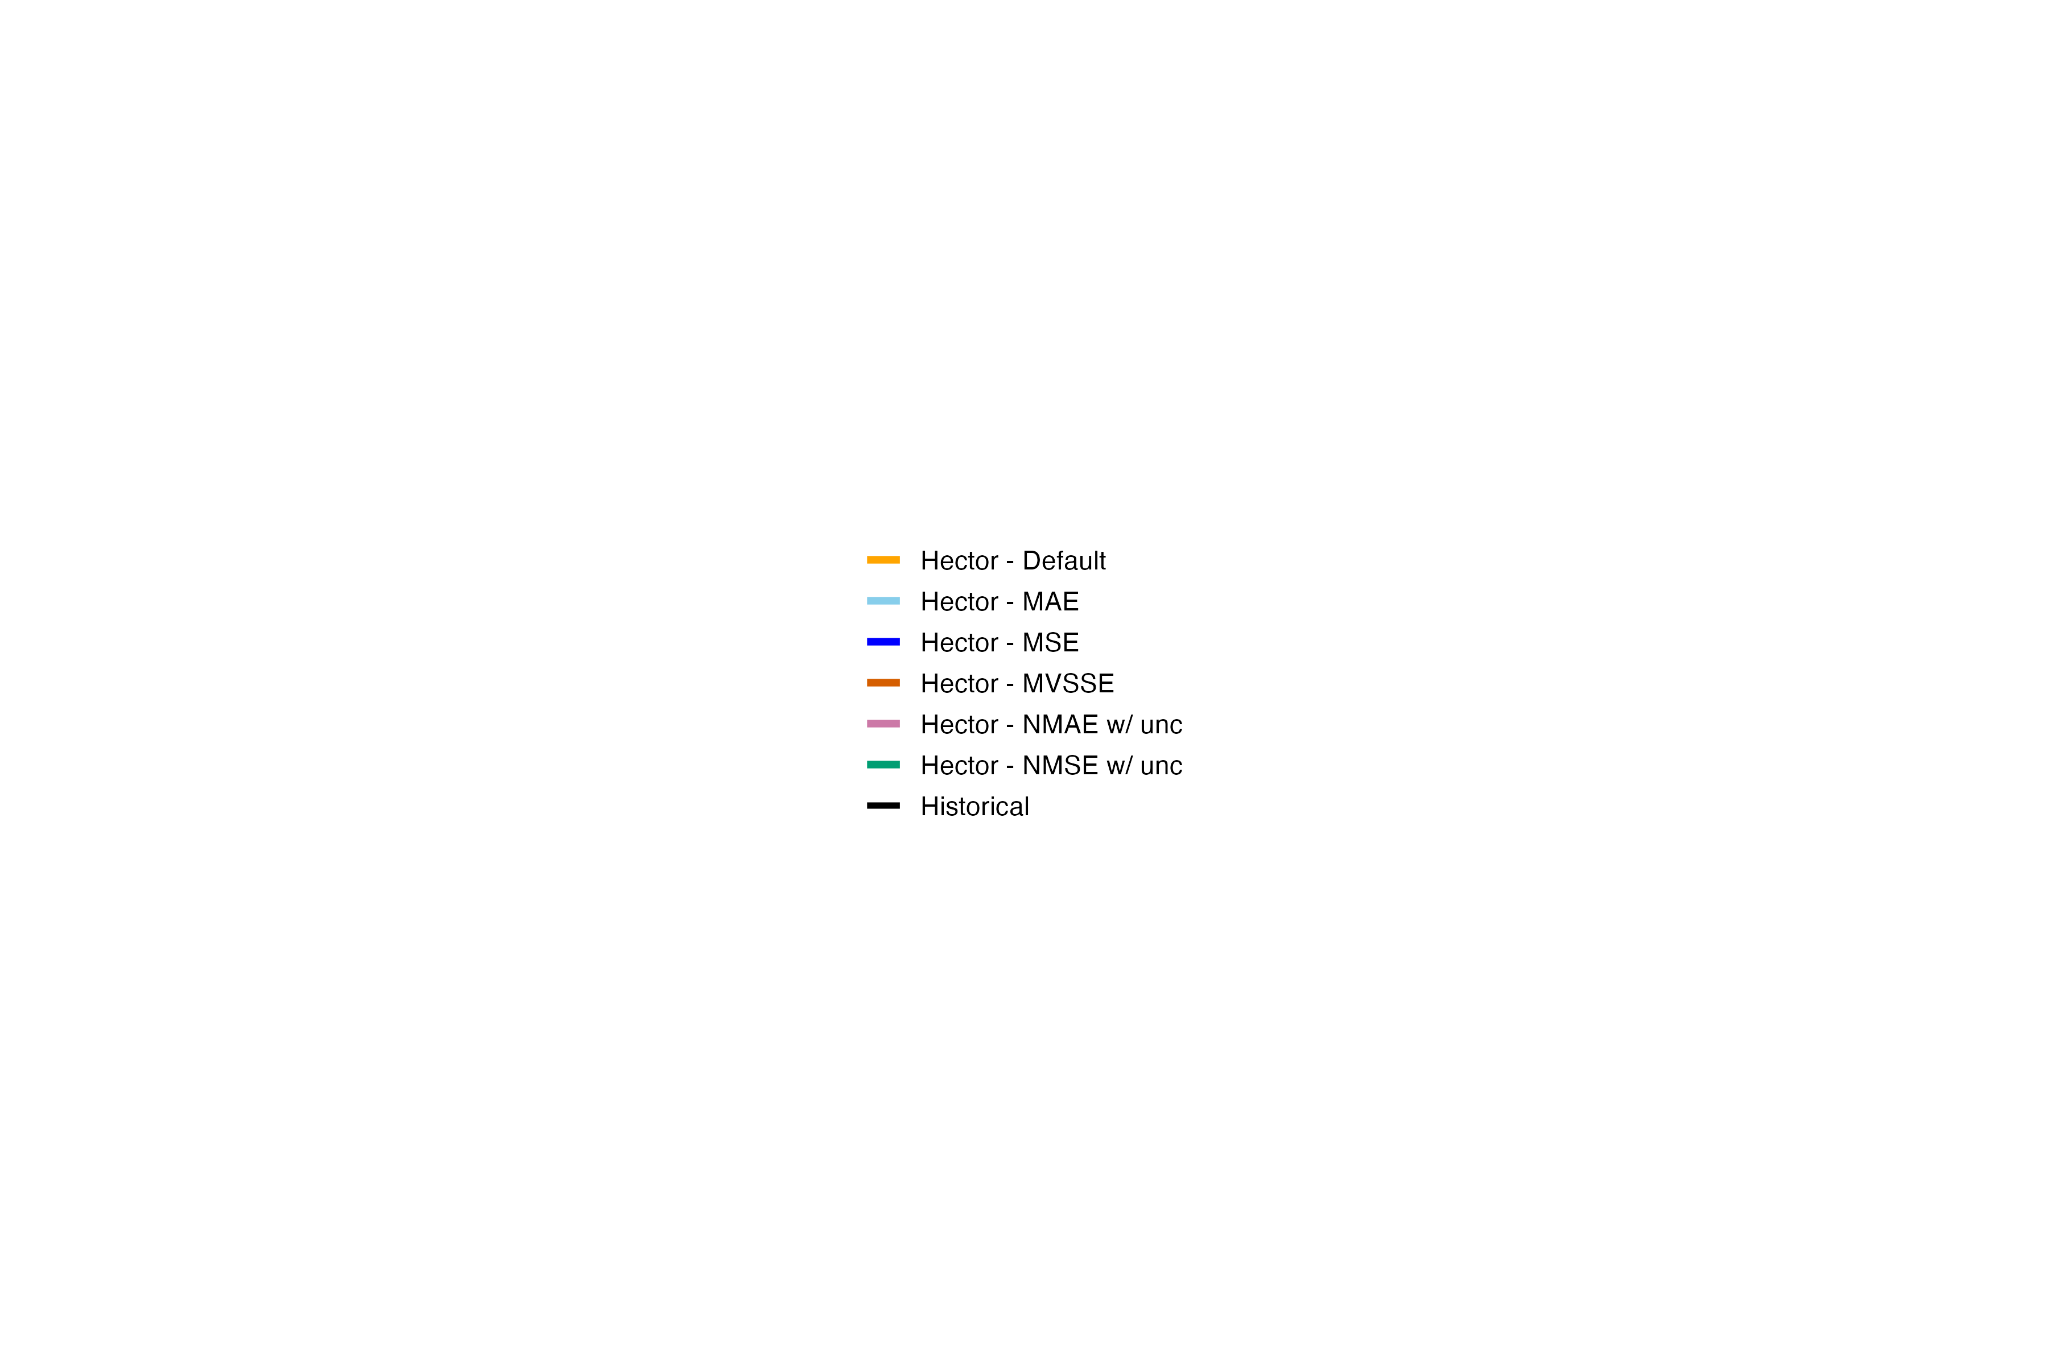 Hector - Default
Hector - MAE
Hector - MSE
Hector - MVSSE
Hector - NMAE w/ unc
Hector - NMSE w/ unc
Historical